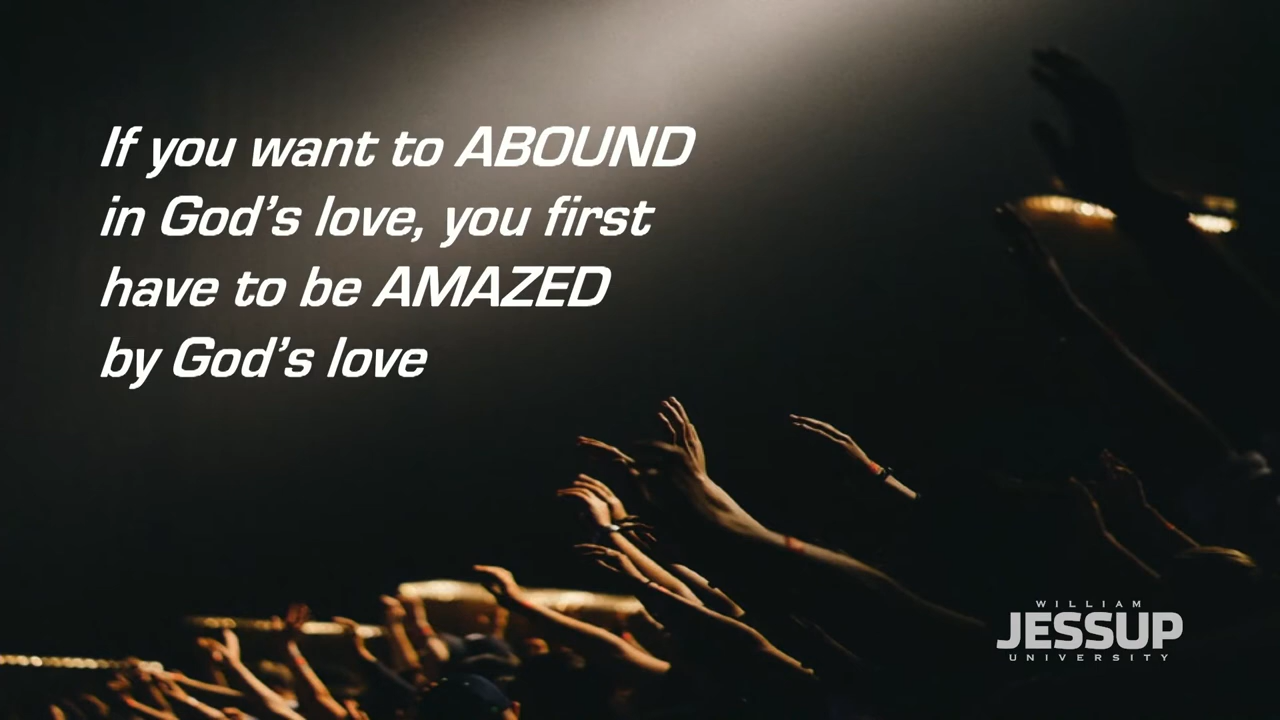 If you want to ABOUND
in God’s love, you first
have to be AMAZED
by God’s love
WILLIAM
JESSUP
UNIVERSITY